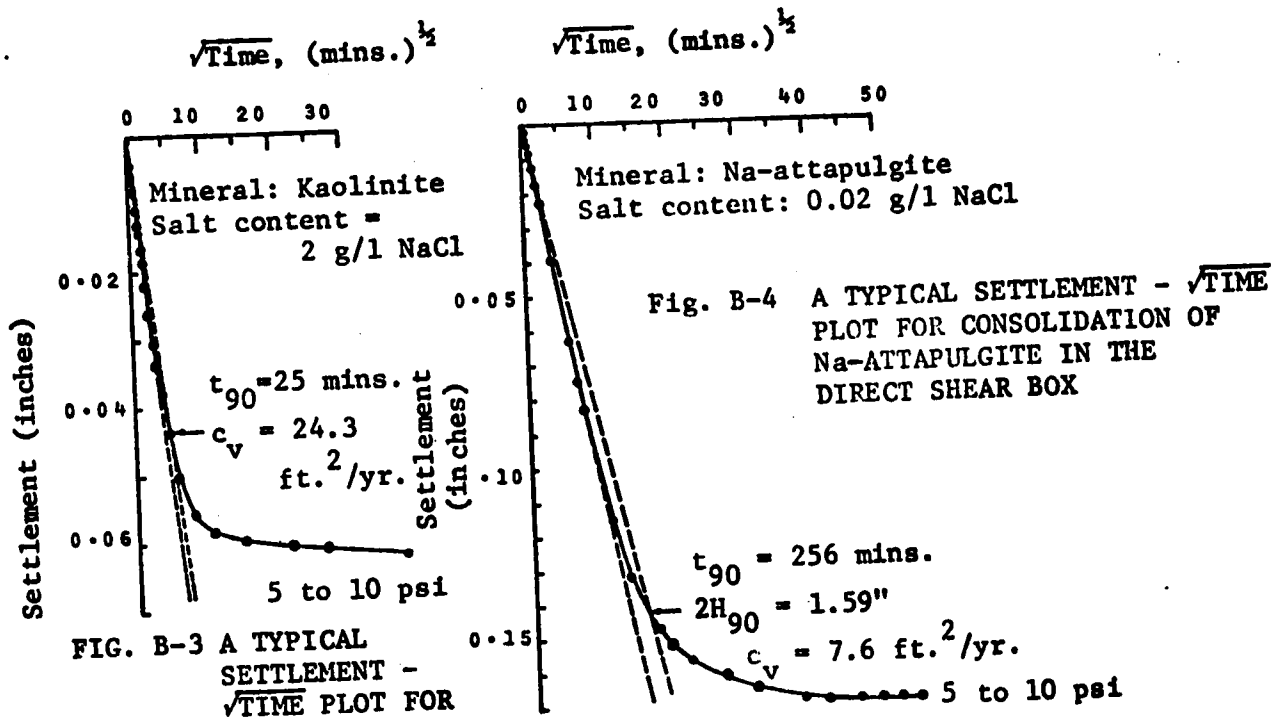 √Time, (mins.)^½
0 10 20 30
Mineral: Kaolinite
Salt content =
2 g/l NaCl
0.02
0.04
0.06
Settlement (inches)
t90=25 mins.
cv = 24.3
ft.²/yr.
5 to 10 psi
FIG. B-3 A TYPICAL
SETTLEMENT -
√TIME PLOT FOR
√Time, (mins.)^½
0 10 20 30 40 50
Mineral: Na-attapulgite
Salt content: 0.02 g/l NaCl
0.05
.10
0.15
Settlement
(inches)
Fig. B-4 A TYPICAL SETTLEMENT - √TIME
PLOT FOR CONSOLIDATION OF
Na-ATTAPULGITE IN THE
DIRECT SHEAR BOX
t90 = 256 mins.
2H90 = 1.59"
cv = 7.6 ft.²/yr.
5 to 10 psi